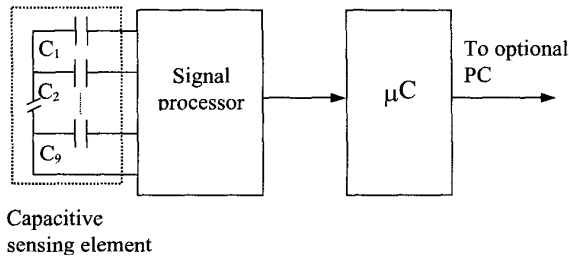 C₁
C₂
C₉
Signal
processor
μC
To optional
PC
Capacitive
sensing element